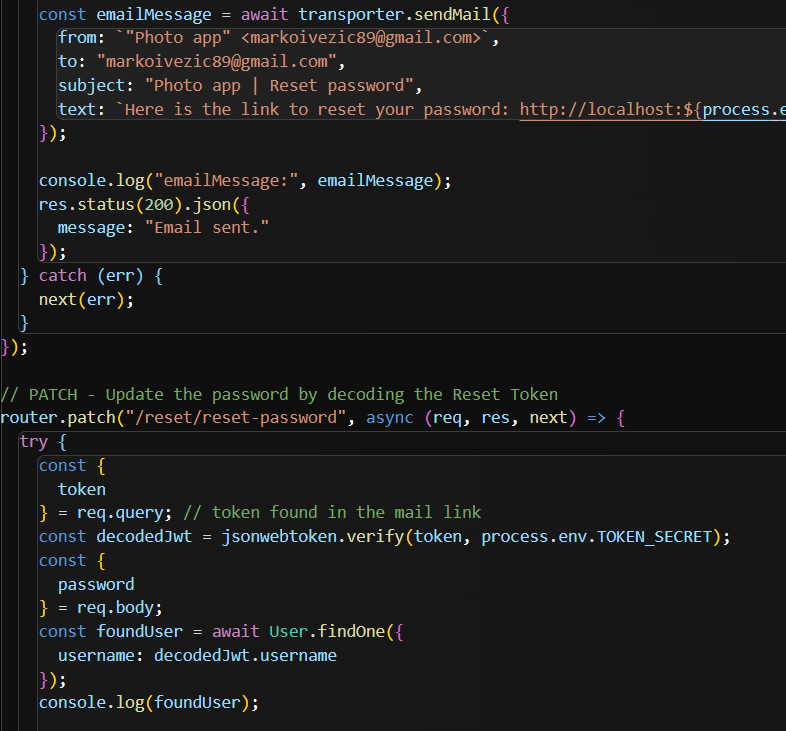 const emailMessage = await transporter.sendMail({
from: `"Photo app" <markoivezic89@gmail.com>`,
to: "markoivezic89@gmail.com",
subject: "Photo app | Reset password",
text: `Here is the link to reset your password: http://localhost:${process.e
});
console.log("emailMessage:", emailMessage);
res.status(200).json({
message: "Email sent."
});
} catch (err) {
next(err);
}
});
// PATCH - Update the password by decoding the Reset Token
router.patch("/reset/reset-password", async (req, res, next) => {
try {
const {
token
} = req.query; // token found in the mail link
const decodedJwt = jsonwebtoken.verify(token, process.env.TOKEN_SECRET);
const {
password
} = req.body;
const foundUser = await User.findOne({
username: decodedJwt.username
});
console.log(foundUser);